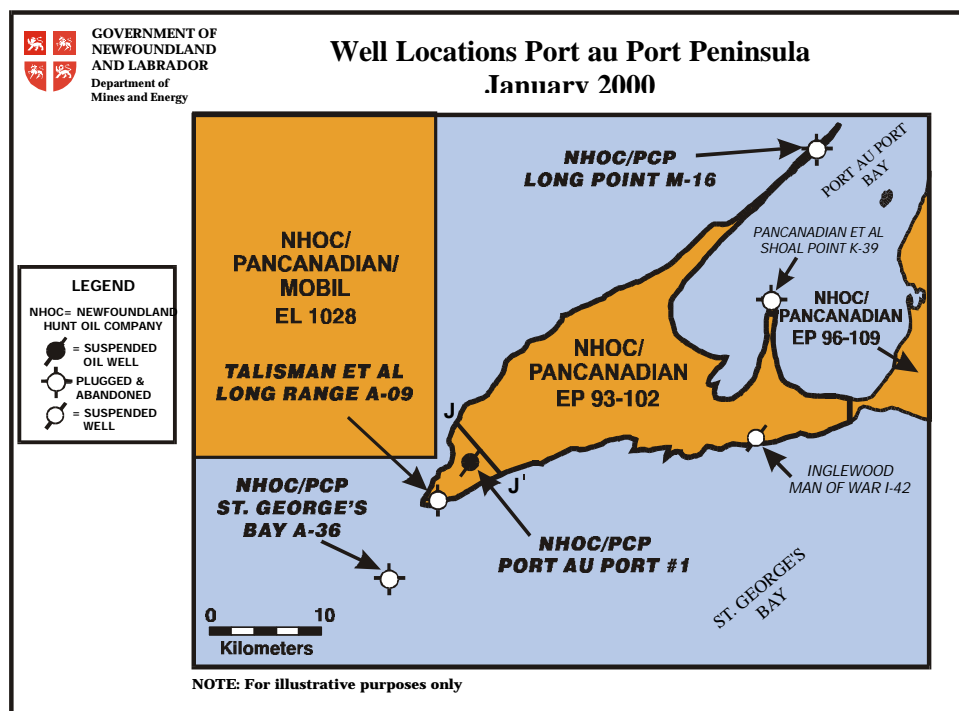 GOVERNMENT OF
NEWFOUNDLAND
AND LABRADOR
Department of
Mines and Energy
Well Locations Port au Port Peninsula
January 2000
NHOC/PCP
LONG POINT M-16
PORT AU PORT
BAY
PANCANADIAN ET AL
SHOAL POINT K-39
NHOC/
PANCANADIAN/
MOBIL
EL 1028
NHOC/
PANCANADIAN
EP 96-109
LEGEND
NHOC= NEWFOUNDLAND
HUNT OIL COMPANY
= SUSPENDED
OIL WELL
PLUGGED &
ABANDONED
= SUSPENDED
WELL
TALISMAN ET AL
LONG RANGE A-09
NHOC/
PANCANADIAN
EP 93-102
J
J'
NHOC/PCP
ST. GEORGE'S
BAY A-36
INGLEWOOD
MAN OF WAR I-42
NHOC/PCP
PORT AU PORT #1
ST. GEORGE'S
BAY
0 10
Kilometers
NOTE: For illustrative purposes only